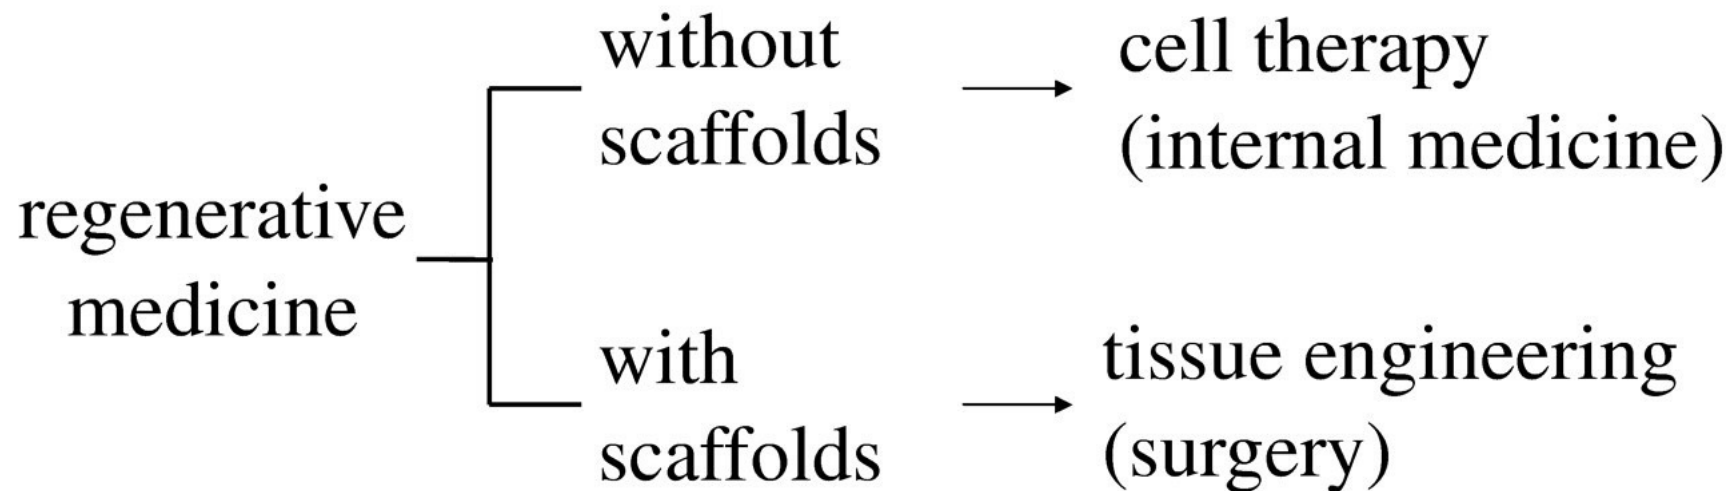 regenerative
medicine
without
scaffolds
cell therapy
(internal medicine)
with
scaffolds
tissue engineering
(surgery)